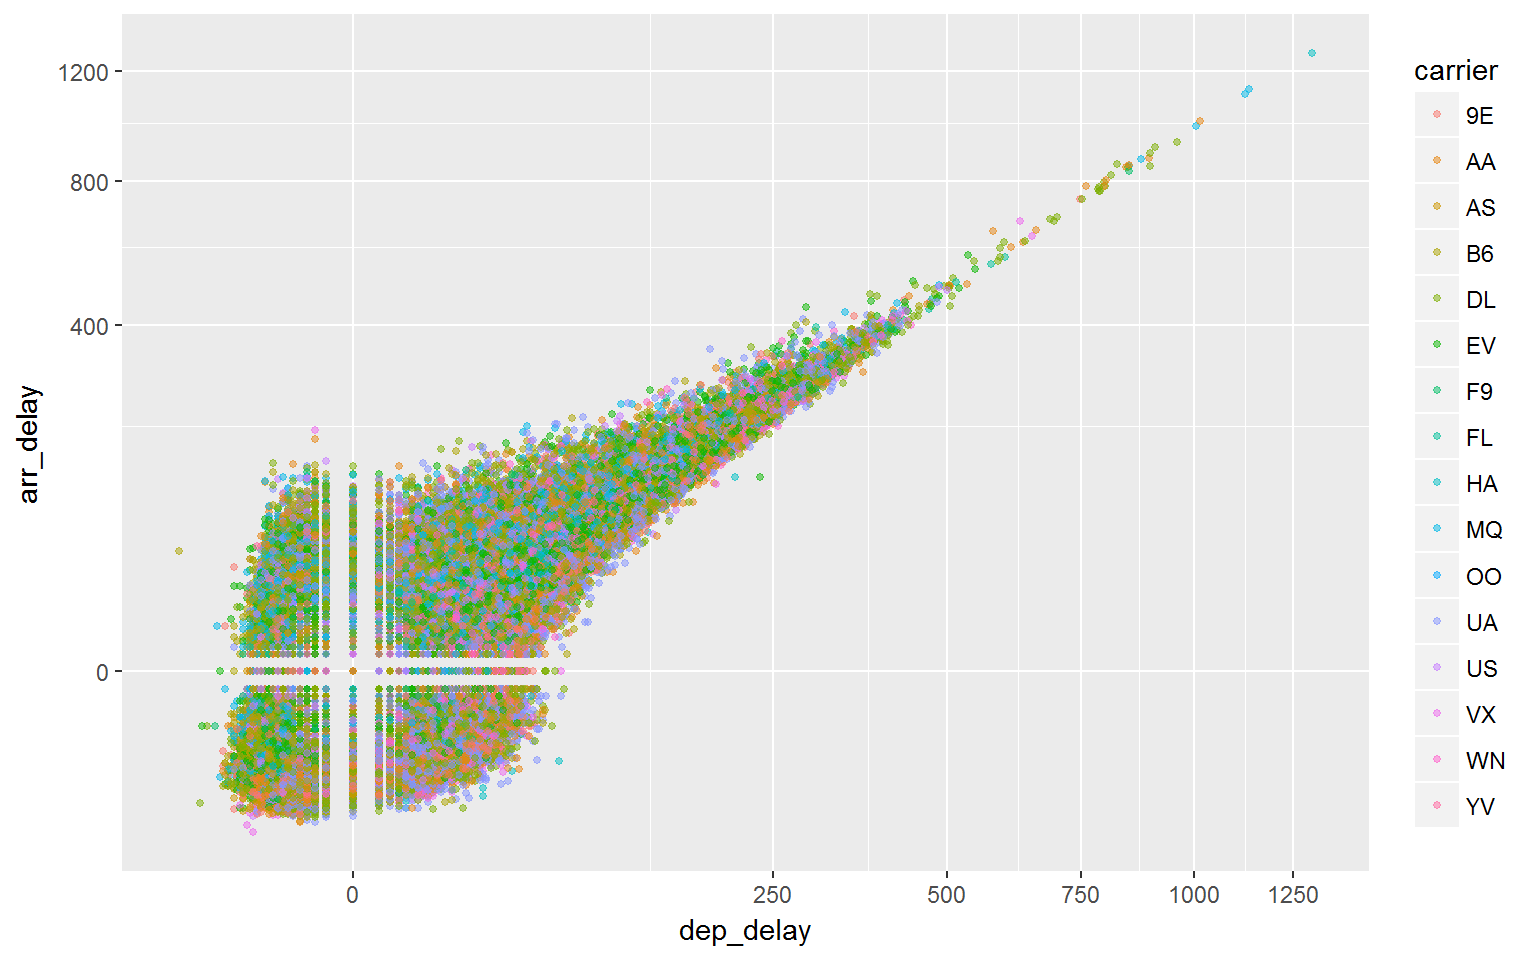 1200
800
400
0
arr_delay
0
250
500
750
1000
1250
dep_delay
carrier
9E
AA
AS
B6
DL
EV
F9
FL
HA
MQ
OO
UA
US
VX
WN
YV